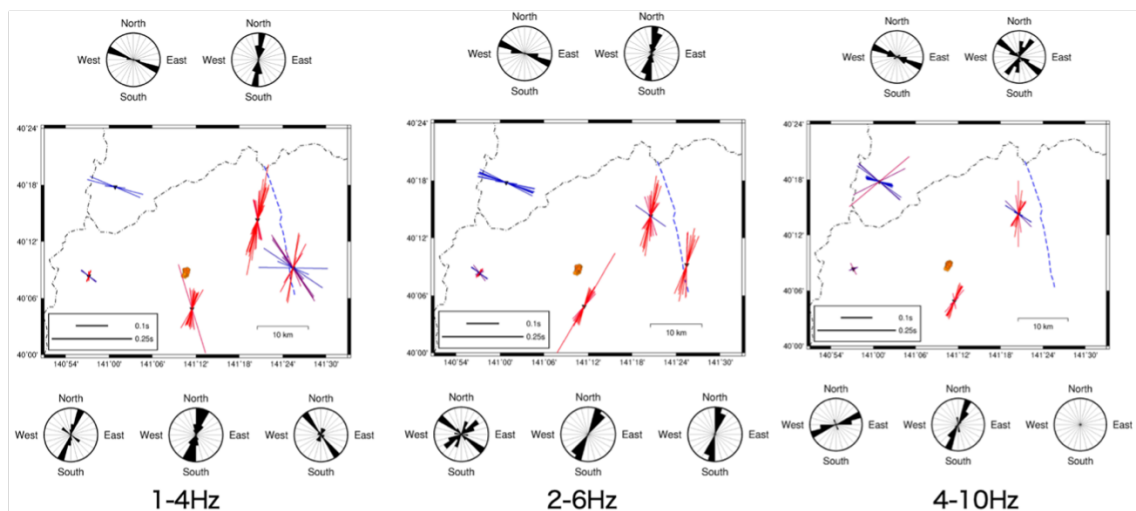 North North
West East West East
South South
North North
West East West East
South South
North North
West East West East
South South
40˚24'
40˚18'
40˚12'
40˚06'
40˚00'
0.1s
0.25s
10 km
140˚54' 141˚00' 141˚06' 141˚12' 141˚18' 141˚24' 141˚30'
40˚24'
40˚18'
40˚12'
40˚06'
40˚00'
0.1s
0.25s
10 km
140˚54' 141˚00' 141˚06' 141˚12' 141˚18' 141˚24' 141˚30'
40˚24'
40˚18'
40˚12'
40˚06'
40˚00'
0.1s
0.25s
10 km
140˚54' 141˚00' 141˚06' 141˚12' 141˚18' 141˚24' 141˚30'
North North North
West East West East West East
South South South
North North North
West East West East West East
South South South
North North North
West East West East West East
South South South
1-4Hz
2-6Hz
4-10Hz